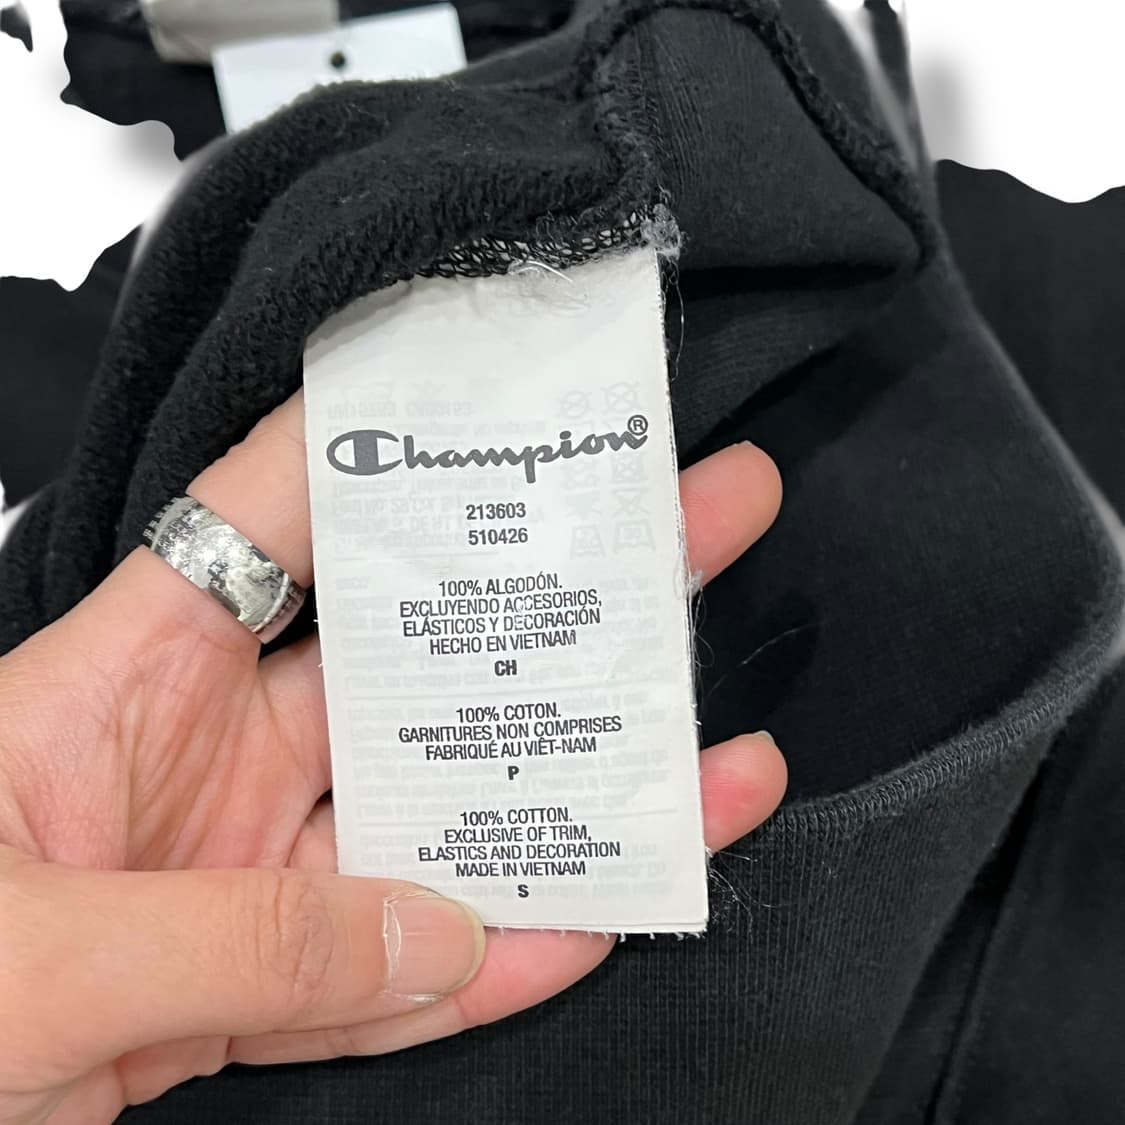 Champion®
213603
510426
100% ALGODÓN.
EXCLUYENDO ACCESORIOS,
ELÁSTICOS Y DECORACIÓN
HECHO EN VIETNAM
CH
100% COTON.
GARNITURES NON COMPRISES
FABRIQUÉ AU VIÊT-NAM
P
100% COTTON.
EXCLUSIVE OF TRIM,
ELASTICS AND DECORATION
MADE IN VIETNAM
S